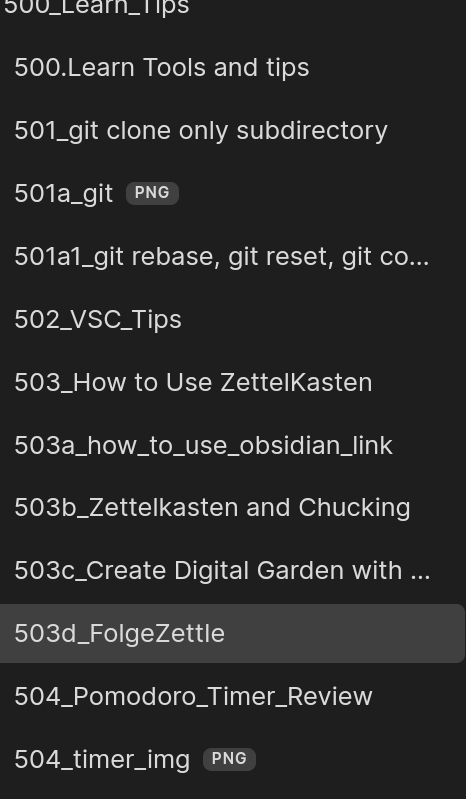 500_Learn_Tips
500.Learn Tools and tips
501_git clone only subdirectory
501a_git PNG
501a1_git rebase, git reset, git co...
502_VSC_Tips
503_How to Use ZettelKasten
503a_how_to_use_obsidian_link
503b_Zettelkasten and Chucking
503c_Create Digital Garden with ...
503d_FolgeZettle
504_Pomodoro_Timer_Review
504_timer_img PNG